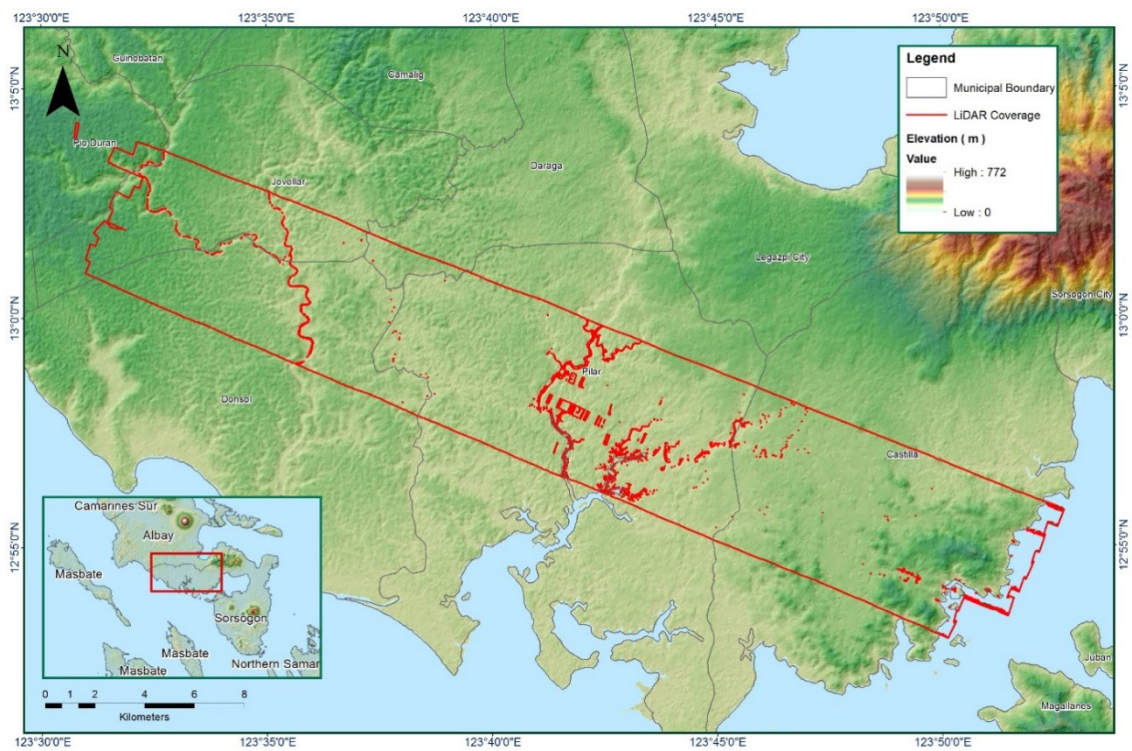 123°30'0"E 123°35'0"E 123°40'0"E 123°45'0"E 123°50'0"E
N
Guinobatan
Camalig
13°5'0"N
13°5'0"N
Legend
Municipal Boundary
LiDAR Coverage
Elevation ( m )
Value
High : 772
Low : 0
Pio Duran
Jovellar
Daraga
Legazpi City
Sorsogon City
13°0'0"N
13°0'0"N
Pilar
Donsol
Castilla
12°55'0"N
12°55'0"N
Camarines Sur
Albay
Masbate
Sorsogon
Masbate
Masbate
Northern Samar
Juban
Magallanes
0 1 2 4 6 8
Kilometers
123°30'0"E 123°35'0"E 123°40'0"E 123°45'0"E 123°50'0"E